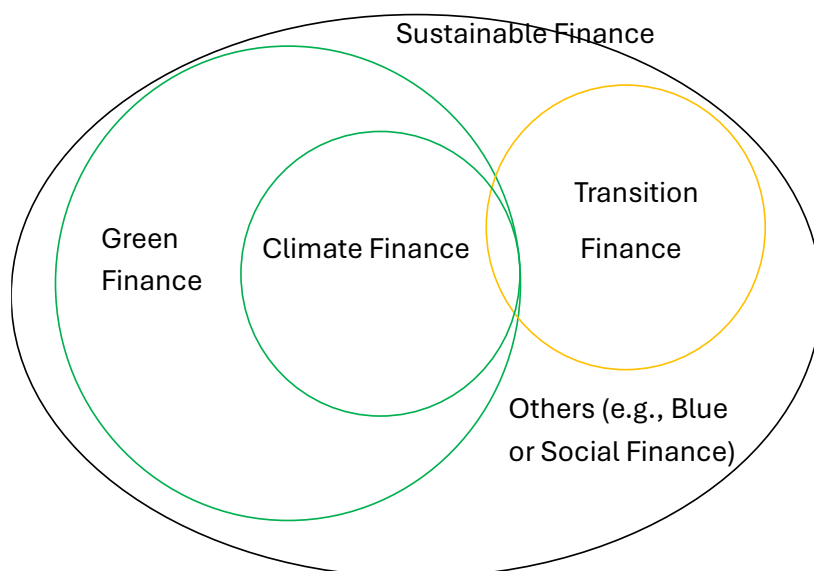 Sustainable Finance
Transition
Finance
Green
Finance
Climate Finance
Others (e.g., Blue
or Social Finance)